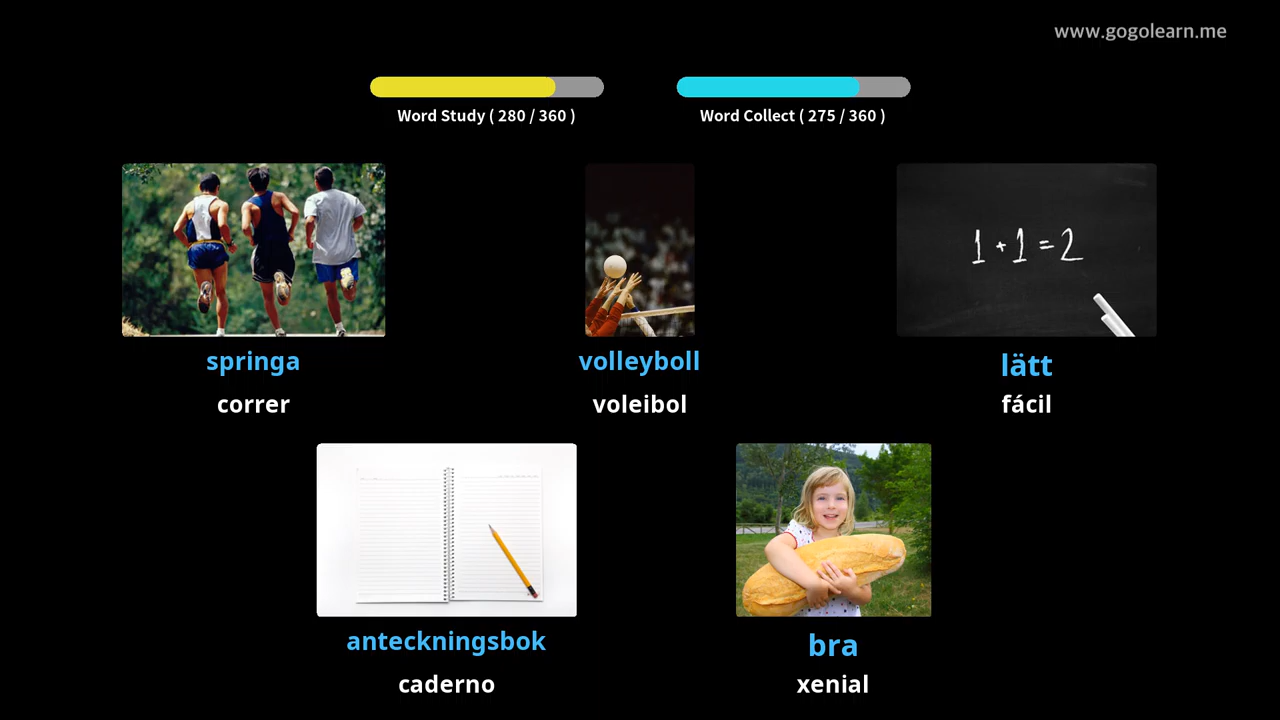 www.gogolearn.me
Word Study ( 280 / 360 )
Word Collect ( 275 / 360 )
springa
correr
volleyboll
voleibol
1 + 1 = 2
lätt
fácil
anteckningsbok
caderno
bra
xenial